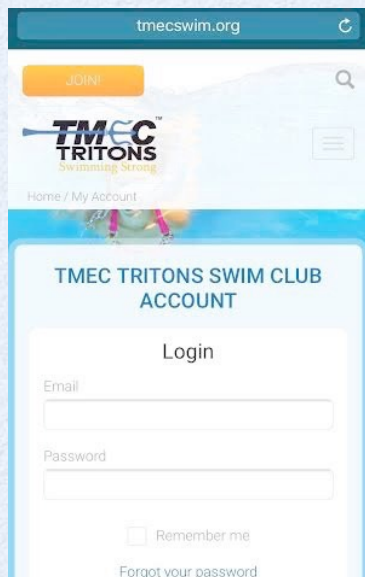 tmecswim.org
JOIN!
TMEC™
TRITONS
Swimming Strong
Home / My Account
TMEC TRITONS SWIM CLUB
ACCOUNT
Login
Email
Password
Remember me
Forgot your password